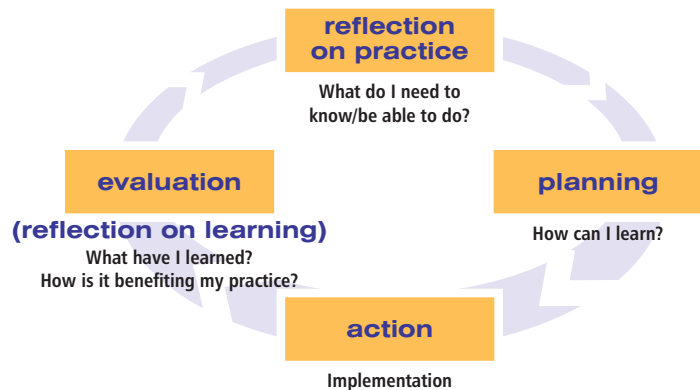 reflection
on practice
What do I need to
know/be able to do?
evaluation
(reflection on learning)
What have I learned?
How is it benefiting my practice?
planning
How can I learn?
action
Implementation